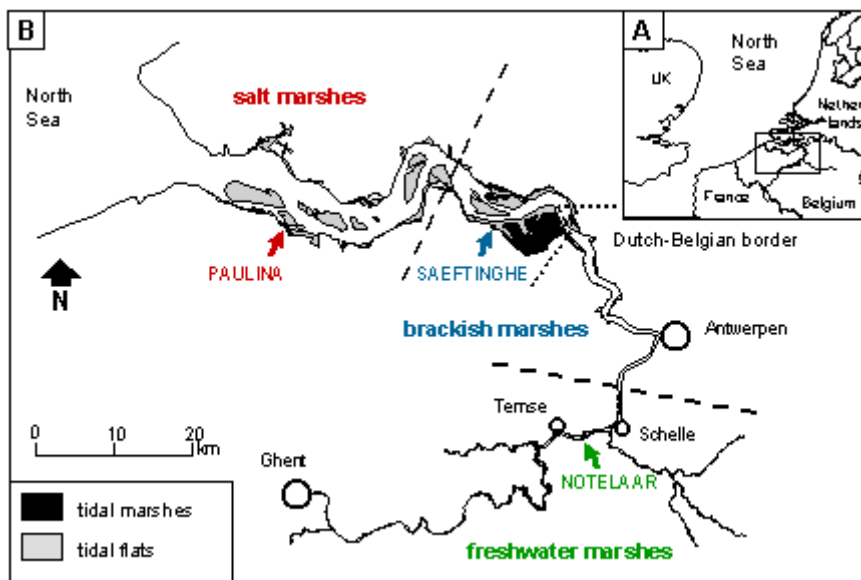 B
North
Sea
salt marshes
A
North
Sea
UK
Nether
lands
France
Belgium
Dutch-Belgian border
PAULINA
SAEFTINGHE
N
brackish marshes
Antwerpen
0 10 20
km
Temse
Schelle
Ghent
NOTELAAR
tidal marshes
tidal flats
freshwater marshes